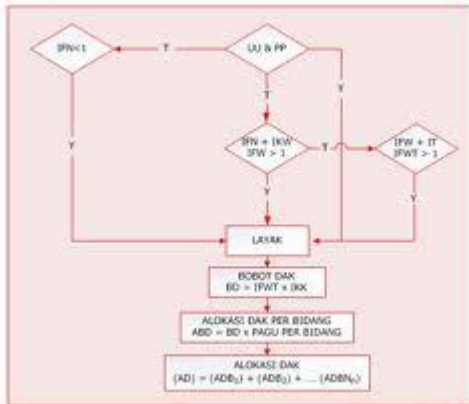 IFN<1
T
UU & PP
Y
T
Y
IFN + IKW
IFW > 1
T
IFW + IT
IFWT > 1
Y
Y
LAYAK
BOBOT DAK
BD = IFWT x IKK
ALOKASI DAK PER BIDANG
ABD = BD x PAGU PER BIDANG
ALOKASI DAK
(AD) = (ADB1) + (ADB2) + .... (ADBNn)